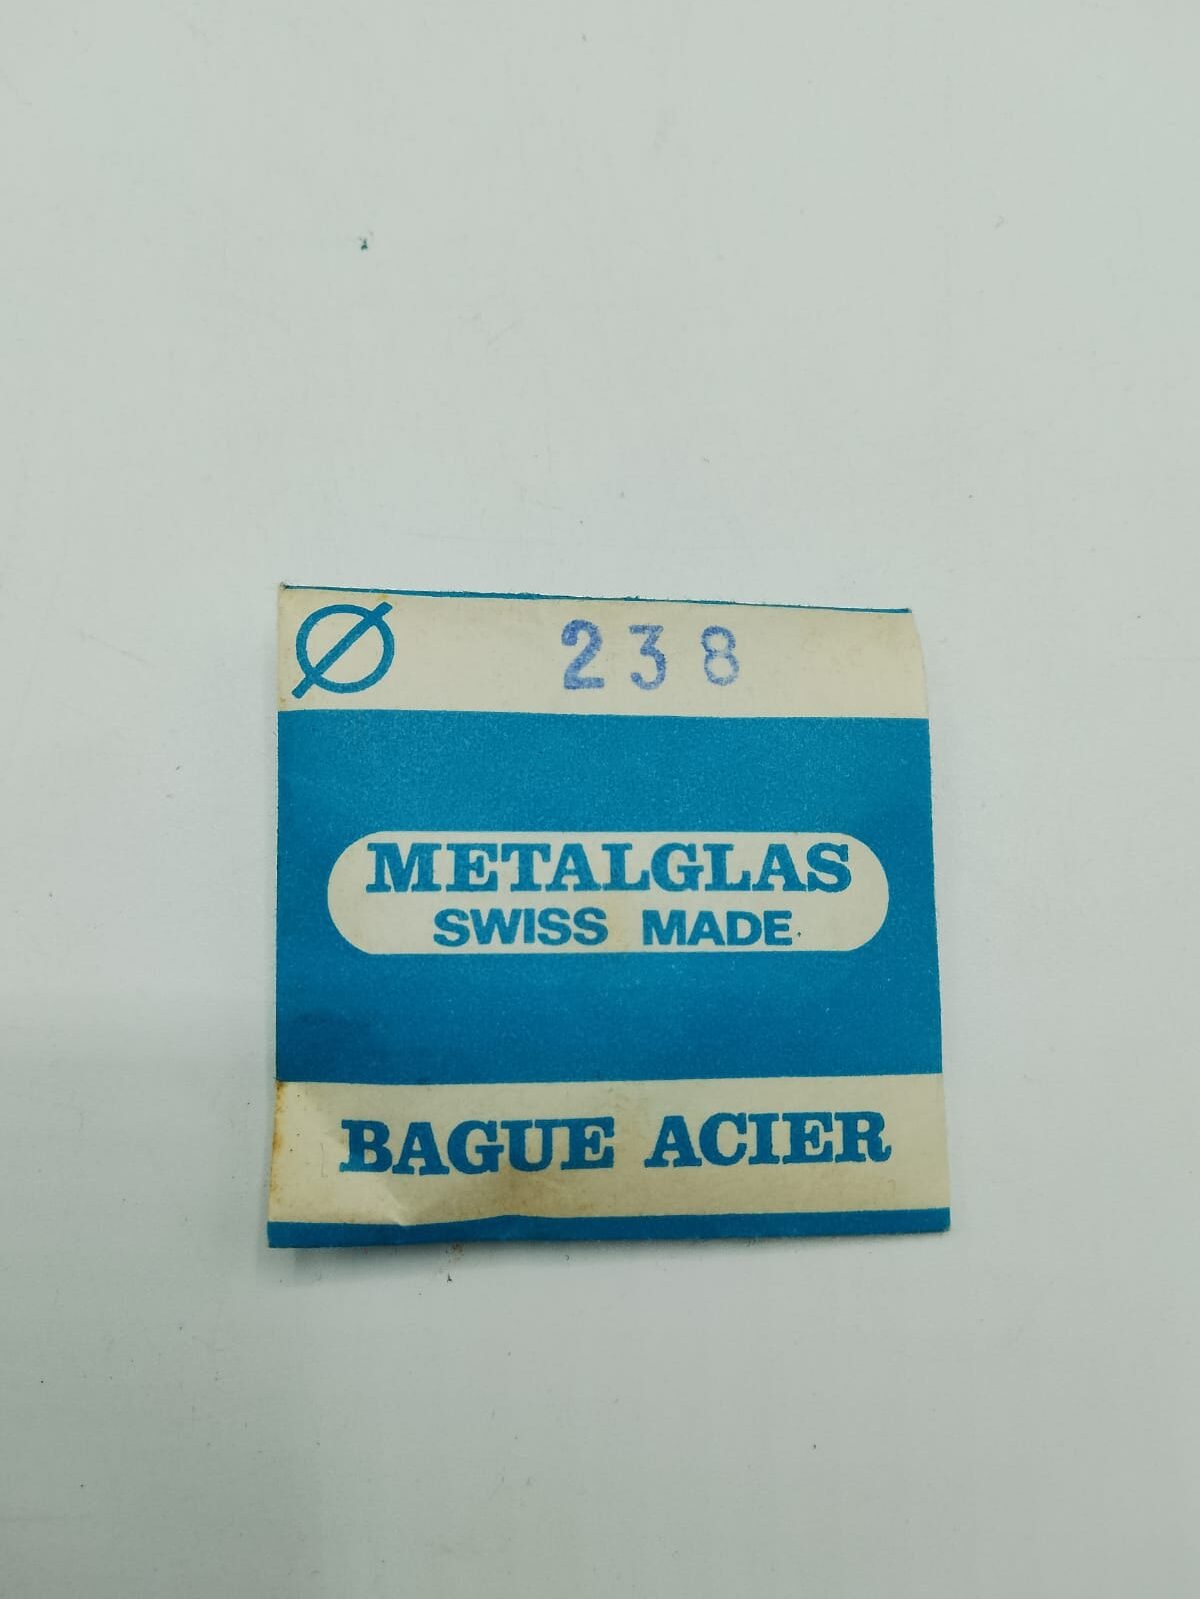 Ø 238
METALGLAS
SWISS MADE
BAGUE ACIER